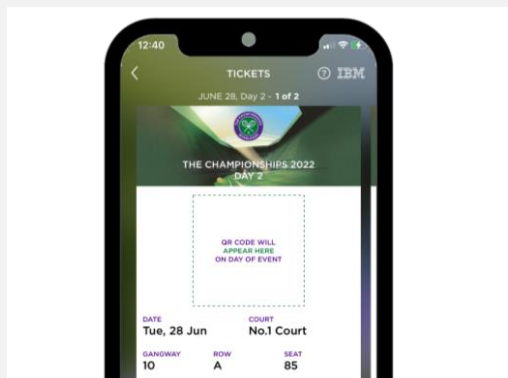 12:40
TICKETS
? IBM
JUNE 28, Day 2 - 1 of 2
THE CHAMPIONSHIPS 2022
DAY 2
QR CODE WILL
APPEAR HERE
ON DAY OF EVENT
DATE COURT
Tue, 28 Jun No.1 Court
GANGWAY ROW SEAT
10 A 85